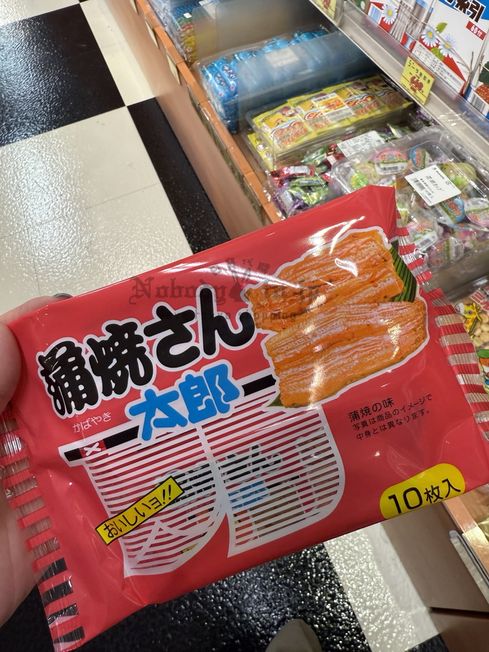 蒲焼さん
かばやき
太郎
おいしいョ!!
蒲焼の味
写真は商品のイメージで
中身とは異なります。
10枚入